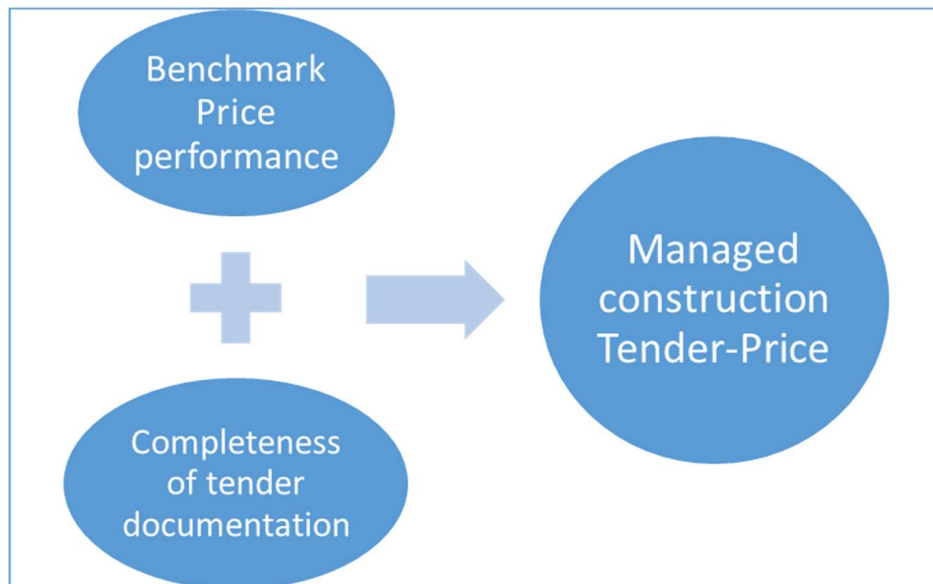 Benchmark
Price
performance
Completeness
of tender
documentation
Managed
construction
Tender-Price